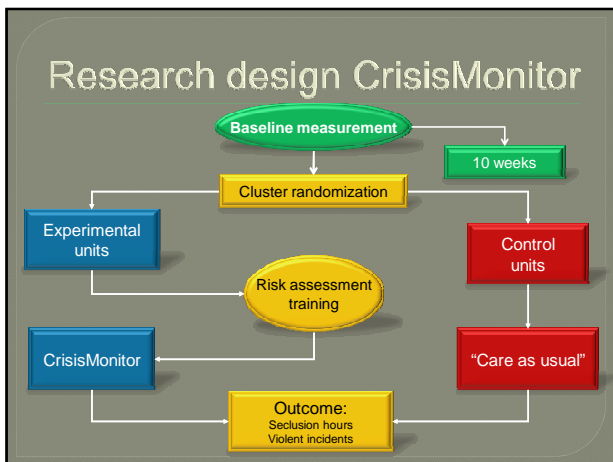 Research design CrisisMonitor
Baseline measurement
10 weeks
Cluster randomization
Experimental
units
Control
units
Risk assessment
training
CrisisMonitor
“Care as usual”
Outcome:
Seclusion hours
Violent incidents